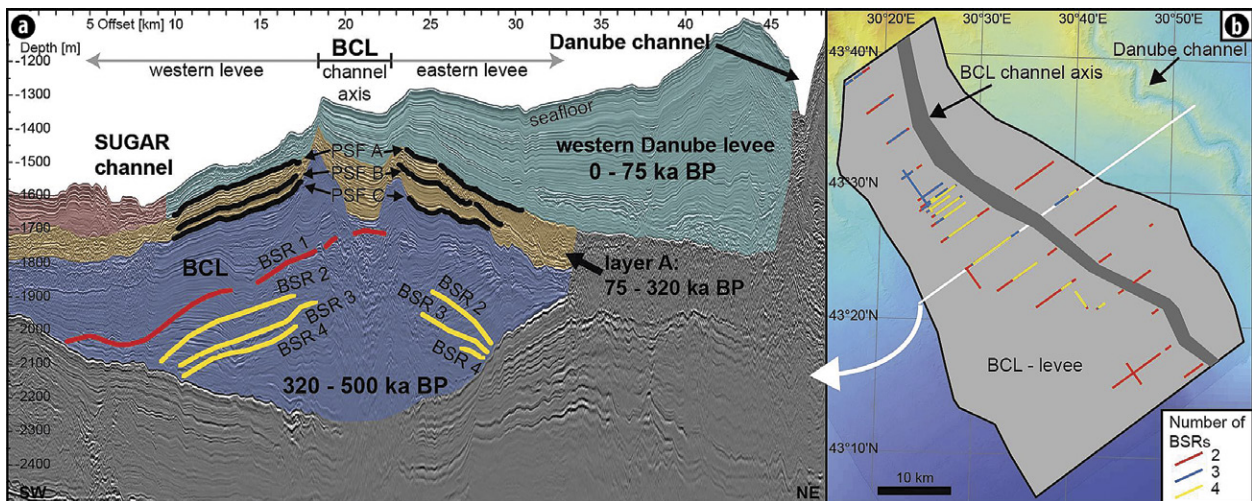 a
5 Offset [km] 10 15 20 25 30 35 40 45
Depth [m]
-1200
-1300
-1400
-1500
-1600
-1700
-1800
-1900
-2000
-2100
-2200
-2300
-2400
BCL
western levee
channel
axis
eastern levee
Danube channel
seafloor
SUGAR
channel
PSF A
PSF B
PSF C
western Danube levee
0 - 75 ka BP
BCL
BSR 1
BSR 2
BSR 3
BSR 4
BSR 2
BSR 3
BSR 4
layer A:
75 - 320 ka BP
320 - 500 ka BP
SW
NE
b
30°20'E 30°30'E 30°40'E 30°50'E
43°40'N
43°30'N
43°20'N
43°10'N
Danube channel
BCL channel axis
BCL - levee
10 km
Number of
BSRs
2
3
4